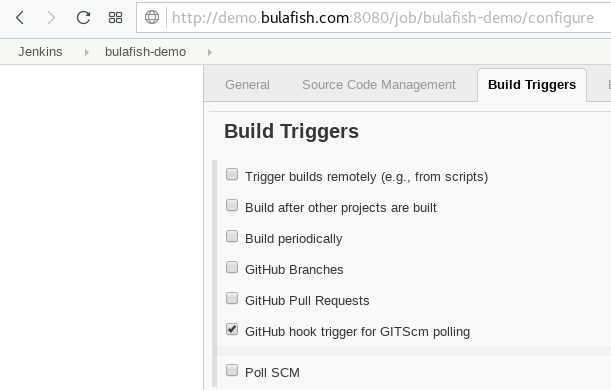 http://demo.bulafish.com:8080/job/bulafish-demo/configure
Jenkins bulafish-demo
General Source Code Management Build Triggers
Build Triggers
Trigger builds remotely (e.g., from scripts)
Build after other projects are built
Build periodically
GitHub Branches
GitHub Pull Requests
GitHub hook trigger for GITScm polling
Poll SCM